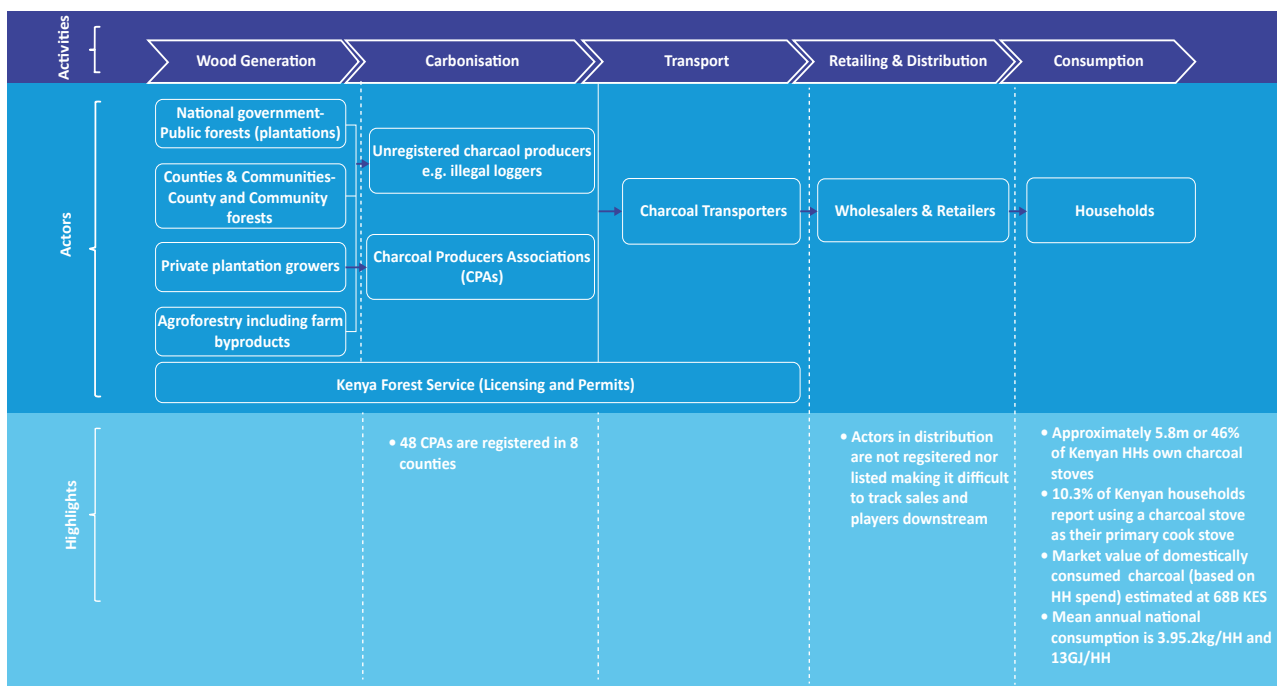 Activities
Wood Generation
Carbonisation
Transport
Retailing & Distribution
Consumption
Actors
National government-
Public forests (plantations)
Counties & Communities-
County and Community
forests
Private plantation growers
Agroforestry including farm
byproducts
Unregistered charcaol producers
e.g. illegal loggers
Charcoal Producers Associations
(CPAs)
Charcoal Transporters
Wholesalers & Retailers
Households
Kenya Forest Service (Licensing and Permits)
Highlights
• 48 CPAs are registered in 8
counties
• Actors in distribution
are not regsitered nor
listed making it difficult
to track sales and
players downstream
• Approximately 5.8m or 46%
of Kenyan HHs own charcoal
stoves
• 10.3% of Kenyan households
report using a charcoal stove
as their primary cook stove
• Market value of domestically
consumed charcoal (based on
HH spend) estimated at 68B KES
• Mean annual national
consumption is 3.95.2kg/HH and
13GJ/HH